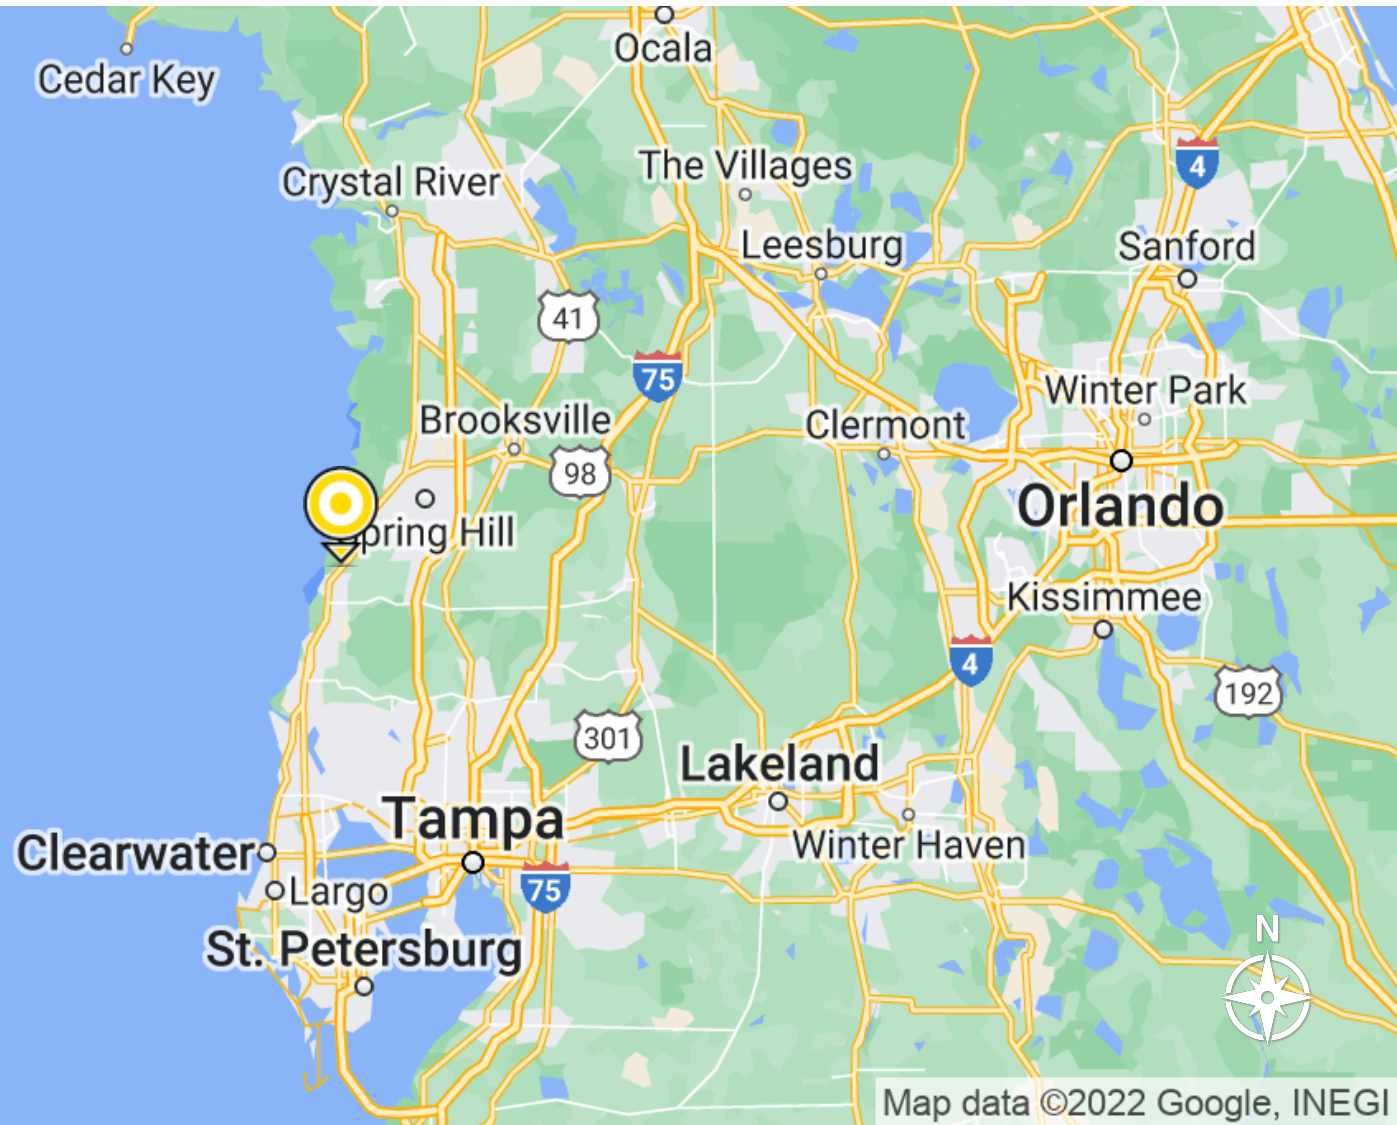 Ocala
Cedar Key
The Villages
4
Crystal River
Leesburg
Sanford
41
75
Winter Park
Brooksville
Clermont
98
Orlando
pring Hill
Kissimmee
4
192
301
Lakeland
Tampa
Winter Haven
Clearwater
Largo
75
St. Petersburg
N
Map data ©2022 Google, INEGI